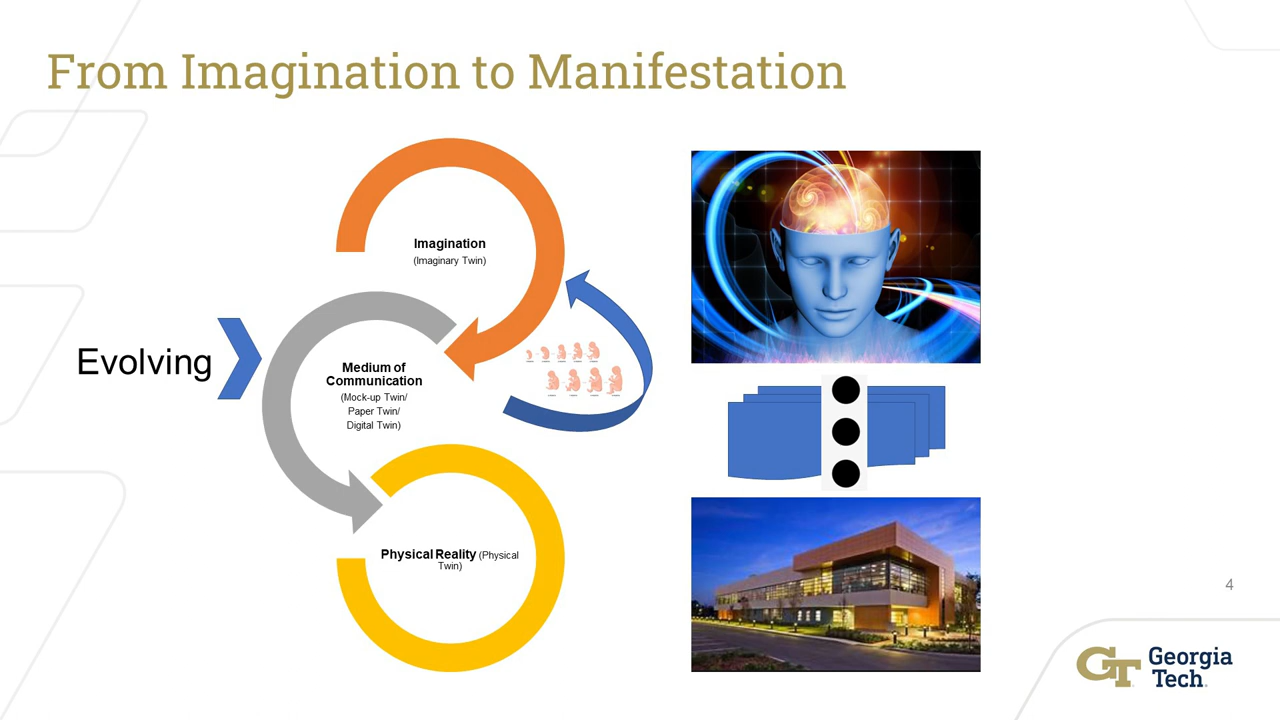 From Imagination to Manifestation
Imagination
(Imaginary Twin)
Evolving
Medium of
Communication
(Mock-up Twin/
Paper Twin/
Digital Twin)
Physical Reality (Physical
Twin)
4
GT
Georgia
Tech.